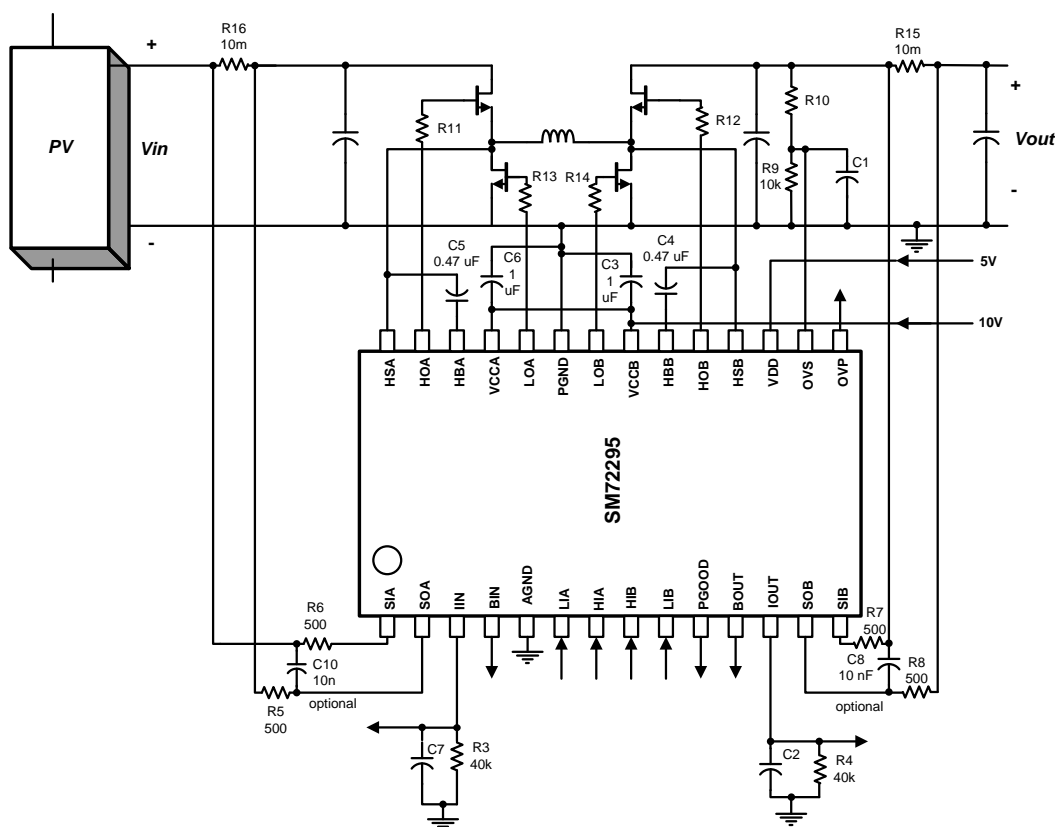 R16
10m
R15
10m
+
+
PV
Vin
Vout
-
-
R11
R12
R10
R13
R14
R9
10k
C1
C5
0.47 uF
C6
1
uF
C3
1
uF
C4
0.47 uF
5V
10V
HSA
HOA
HBA
VCCA
LOA
PGND
LOB
VCCB
HBB
HOB
HSB
VDD
OVS
OVP
SM72295
SIA
SOA
IIN
BIN
AGND
LIA
HIA
HIB
LIB
PGOOD
BOUT
IOUT
SOB
SIB
R6
500
C10
10n
R5
500
optional
R7
500
C8
10 nF
R8
500
optional
C7
R3
40k
C2
R4
40k